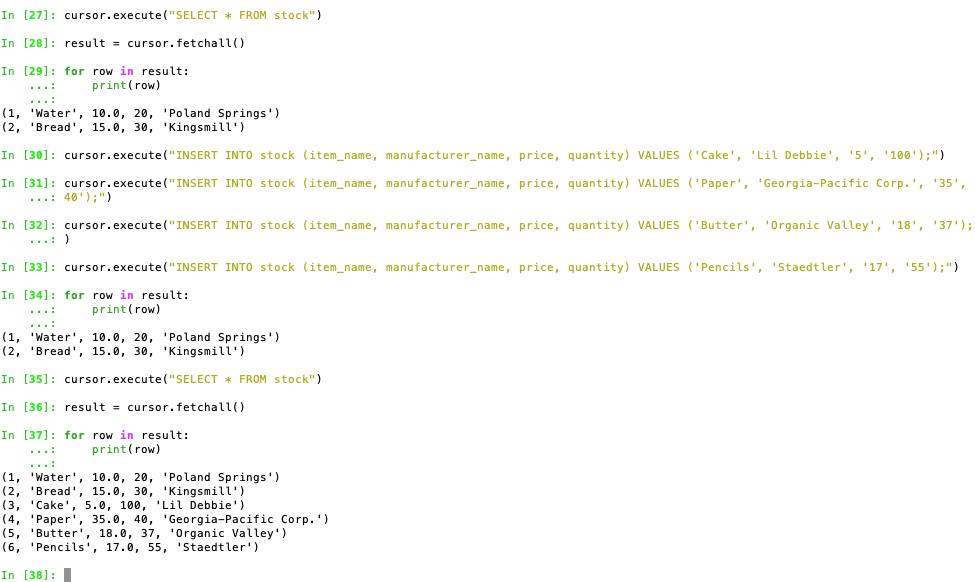 In [27]: cursor.execute("SELECT * FROM stock")
In [28]: result = cursor.fetchall()
In [29]: for row in result:
    ...:     print(row)
    ...:
(1, 'Water', 10.0, 20, 'Poland Springs')
(2, 'Bread', 15.0, 30, 'Kingsmill')
In [30]: cursor.execute("INSERT INTO stock (item_name, manufacturer_name, price, quantity) VALUES ('Cake', 'Lil Debbie', '5', '100');")
In [31]: cursor.execute("INSERT INTO stock (item_name, manufacturer_name, price, quantity) VALUES ('Paper', 'Georgia-Pacific Corp.', '35',
    ...: 40');")
In [32]: cursor.execute("INSERT INTO stock (item_name, manufacturer_name, price, quantity) VALUES ('Butter', 'Organic Valley', '18', '37');
    ...: )
In [33]: cursor.execute("INSERT INTO stock (item_name, manufacturer_name, price, quantity) VALUES ('Pencils', 'Staedtler', '17', '55');")
In [34]: for row in result:
    ...:     print(row)
    ...:
(1, 'Water', 10.0, 20, 'Poland Springs')
(2, 'Bread', 15.0, 30, 'Kingsmill')
In [35]: cursor.execute("SELECT * FROM stock")
In [36]: result = cursor.fetchall()
In [37]: for row in result:
    ...:     print(row)
    ...:
(1, 'Water', 10.0, 20, 'Poland Springs')
(2, 'Bread', 15.0, 30, 'Kingsmill')
(3, 'Cake', 5.0, 100, 'Lil Debbie')
(4, 'Paper', 35.0, 40, 'Georgia-Pacific Corp.')
(5, 'Butter', 18.0, 37, 'Organic Valley')
(6, 'Pencils', 17.0, 55, 'Staedtler')
In [38]: